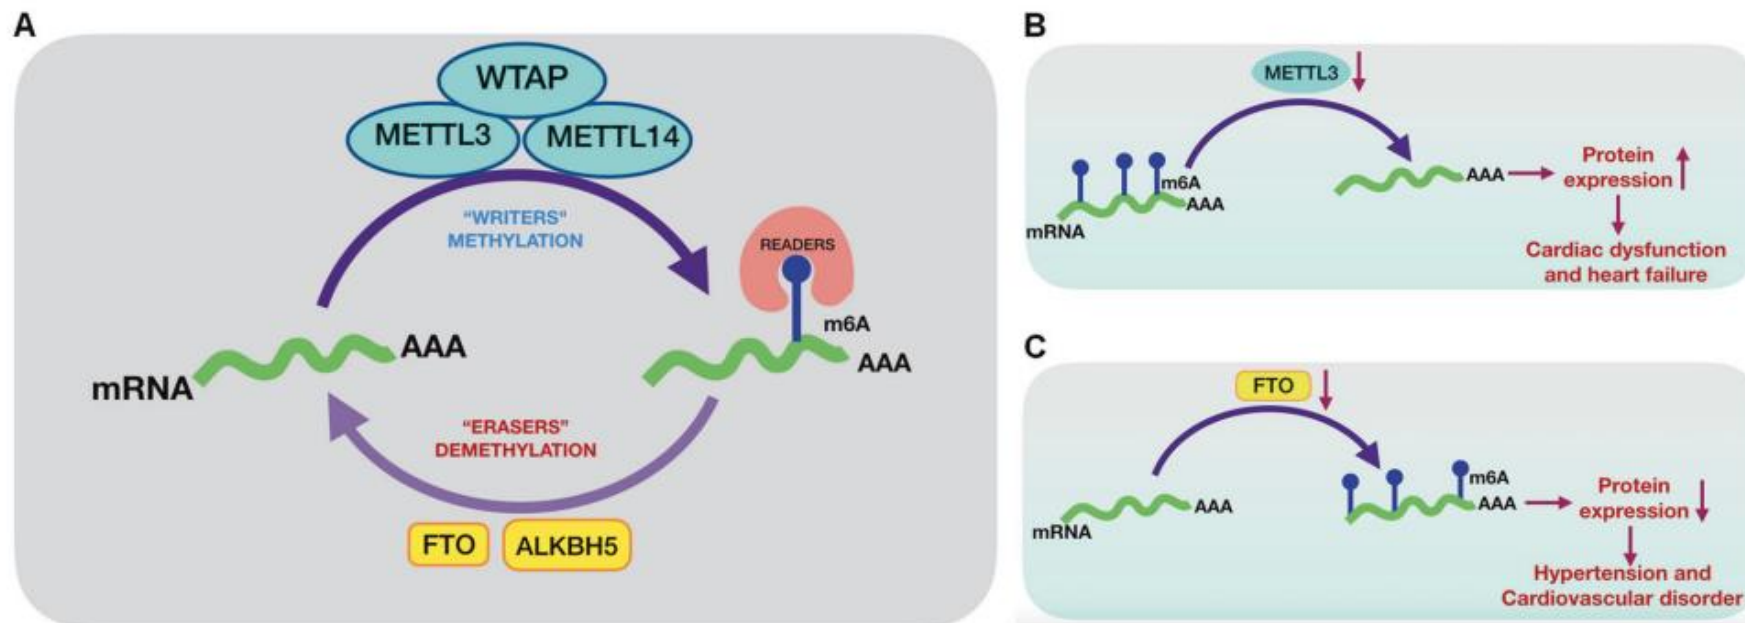 A
WTAP
METTL3
METTL14
“WRITERS”
METHYLATION
READERS
m6A
mRNA
AAA
AAA
“ERASERS”
DEMETHYLATION
FTO
ALKBH5
B
METTL3
m6A
AAA
mRNA
AAA
Protein
expression
Cardiac dysfunction
and heart failure
C
FTO
mRNA
AAA
m6A
AAA
Protein
expression
Hypertension and
Cardiovascular disorder